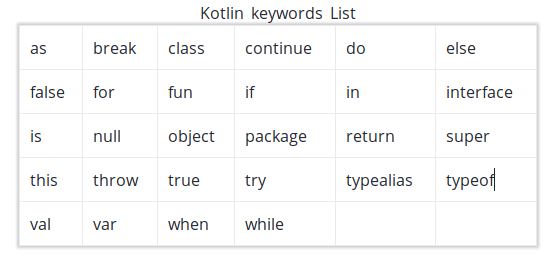 Kotlin keywords List
as break class continue do else
false for fun if in interface
is null object package return super
this throw true try typealias typeof
val var when while